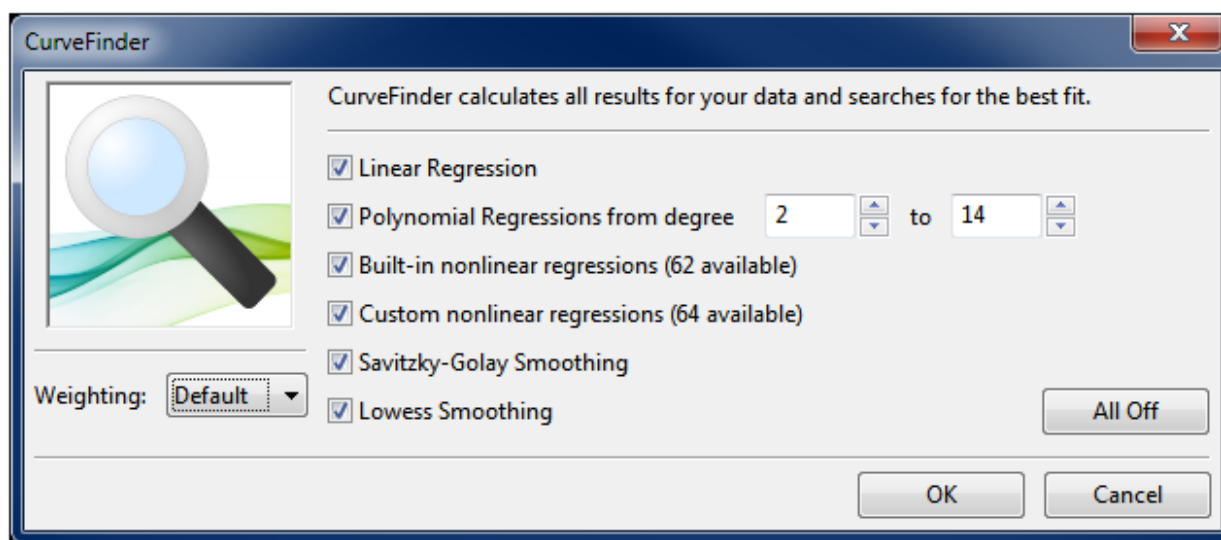 CurveFinder
CurveFinder calculates all results for your data and searches for the best fit.
Linear Regression
Polynomial Regressions from degree 2 to 14
Built-in nonlinear regressions (62 available)
Custom nonlinear regressions (64 available)
Savitzky-Golay Smoothing
Weighting: Default
Lowess Smoothing
All Off
OK Cancel